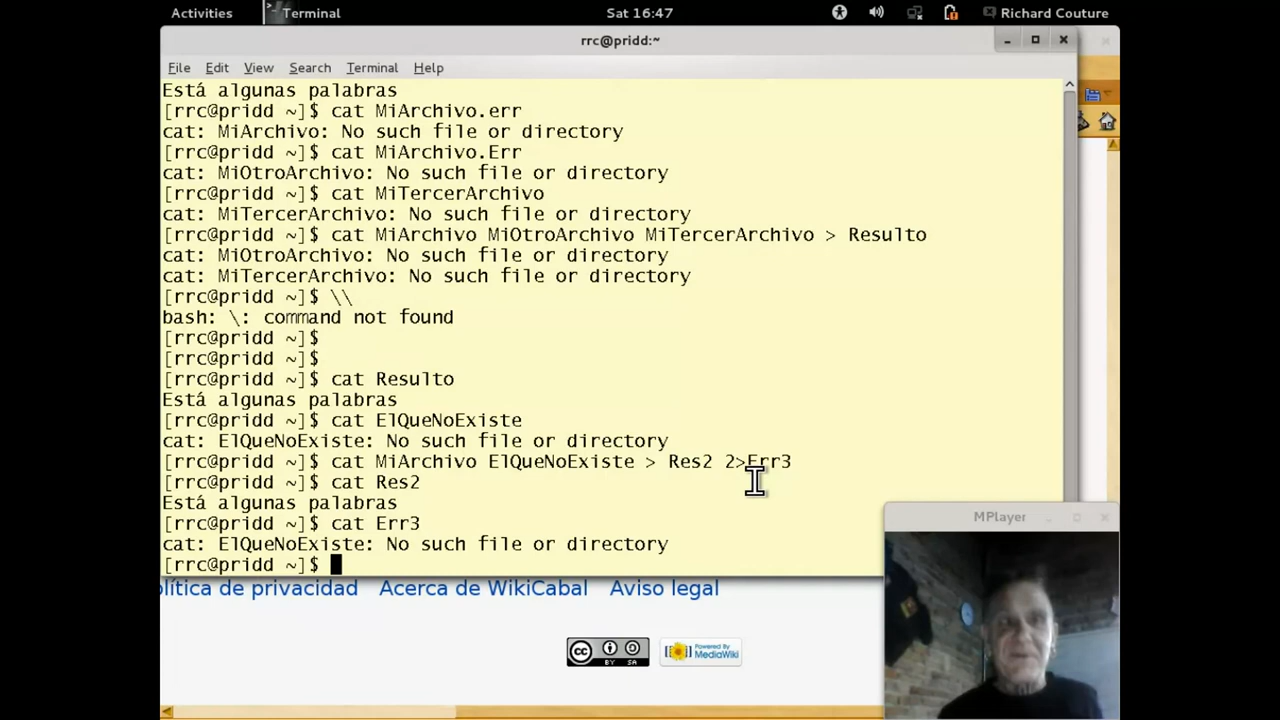 Activities Terminal Sat 16:47 Richard Couture
rrc@pridd:~
File Edit View Search Terminal Help
Está algunas palabras
[rrc@pridd ~]$ cat MiArchivo.err
cat: MiArchivo: No such file or directory
[rrc@pridd ~]$ cat MiArchivo.Err
cat: MiOtroArchivo: No such file or directory
[rrc@pridd ~]$ cat MiTercerArchivo
cat: MiTercerArchivo: No such file or directory
[rrc@pridd ~]$ cat MiArchivo MiOtroArchivo MiTercerArchivo > Resulto
cat: MiOtroArchivo: No such file or directory
cat: MiTercerArchivo: No such file or directory
[rrc@pridd ~]$ \\
bash: \: command not found
[rrc@pridd ~]$
[rrc@pridd ~]$
[rrc@pridd ~]$ cat Resulto
Está algunas palabras
[rrc@pridd ~]$ cat ElQueNoExiste
cat: ElQueNoExiste: No such file or directory
[rrc@pridd ~]$ cat MiArchivo ElQueNoExiste > Res2 2>Err3
[rrc@pridd ~]$ cat Res2
Está algunas palabras
[rrc@pridd ~]$ cat Err3
cat: ElQueNoExiste: No such file or directory
[rrc@pridd ~]$
MPlayer
olítica de privacidad Acerca de WikiCabal Aviso legal
cc BY SA Powered By MediaWiki